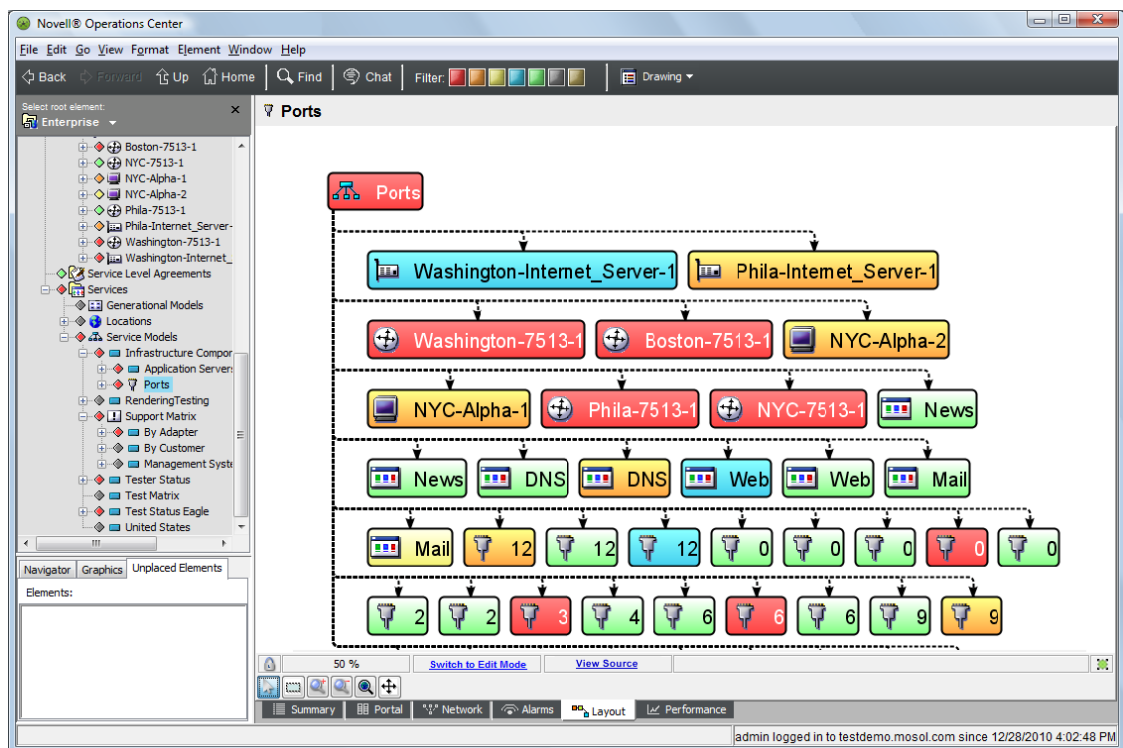 Novell® Operations Center
File Edit Go View Format Element Window Help
Back Forward Up Home Find Chat Filter: Drawing
Select root element:
Enterprise
Boston-7513-1
NYC-7513-1
NYC-Alpha-1
NYC-Alpha-2
Phila-7513-1
Phila-Internet_Server-
Washington-7513-1
Washington-Internet_
Service Level Agreements
Services
Generational Models
Locations
Service Models
Infrastructure Compor
Application Servers
Ports
RenderingTesting
Support Matrix
By Adapter
By Customer
Management Syste
Tester Status
Test Matrix
Test Status Eagle
United States
Navigator Graphics Unplaced Elements
Elements:
Ports
Ports
Washington-Internet_Server-1 Phila-Internet_Server-1
Washington-7513-1 Boston-7513-1 NYC-Alpha-2
NYC-Alpha-1 Phila-7513-1 NYC-7513-1 News
News DNS DNS Web Web Mail
Mail 12 12 12 0 0 0 0 0
2 2 3 4 6 6 6 9 9
50 % Switch to Edit Mode View Source
Summary Portal Network Alarms Layout Performance
admin logged in to testdemo.mosol.com since 12/28/2010 4:02:48 PM